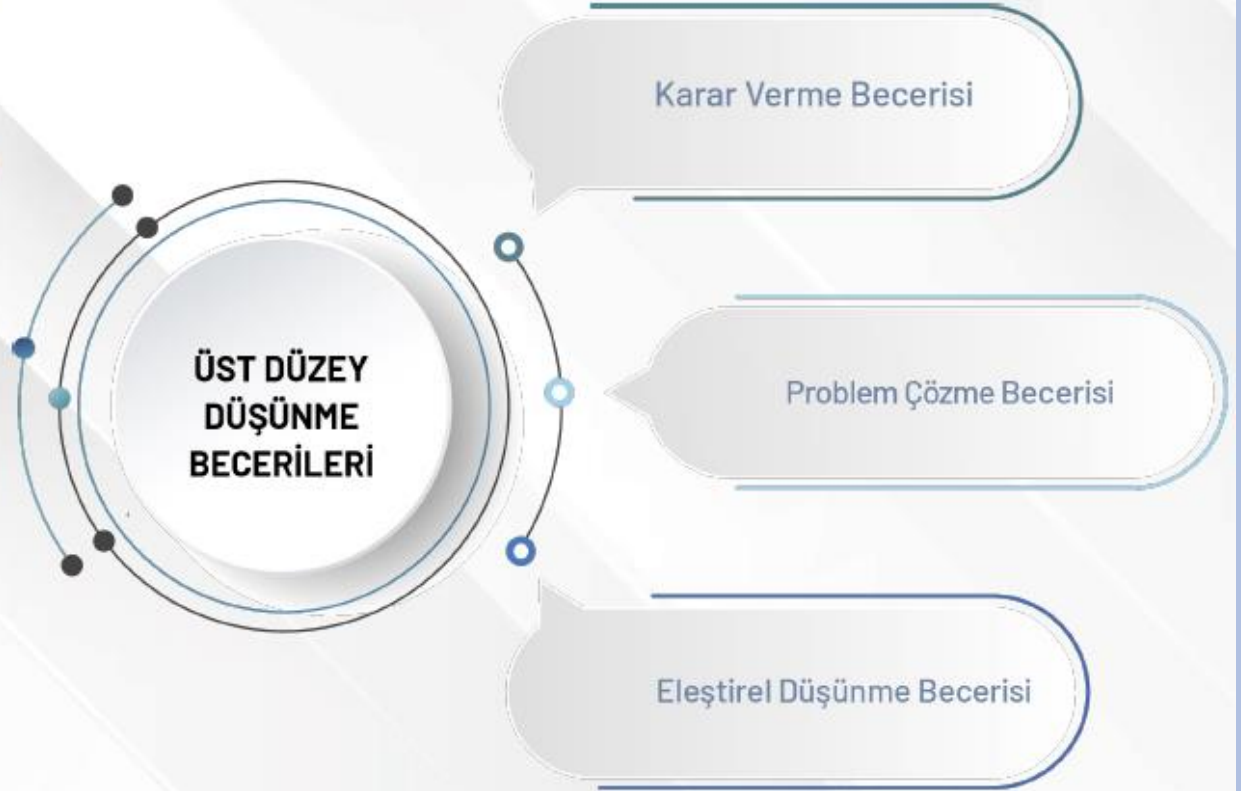 Karar Verme Becerisi
ÜST DÜZEY
DÜŞÜNME
BECERİLERİ
Problem Çözme Becerisi
Eleştirel Düşünme Becerisi